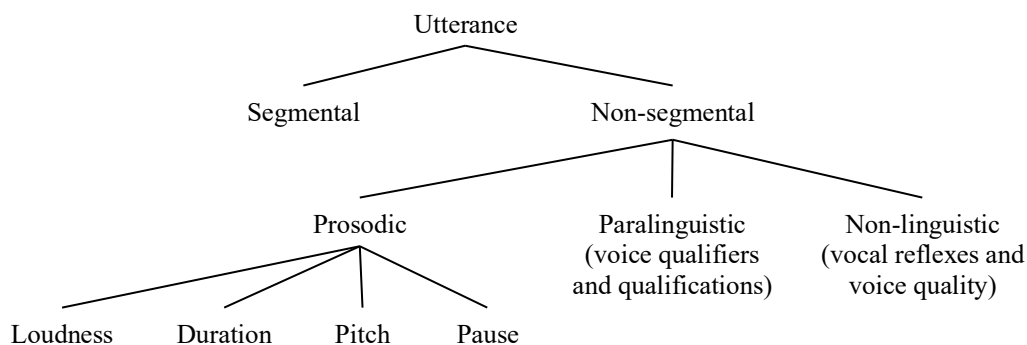 Utterance
Segmental
Non-segmental
Prosodic
Paralinguistic
(voice qualifiers
and qualifications)
Non-linguistic
(vocal reflexes and
voice quality)
Loudness
Duration
Pitch
Pause